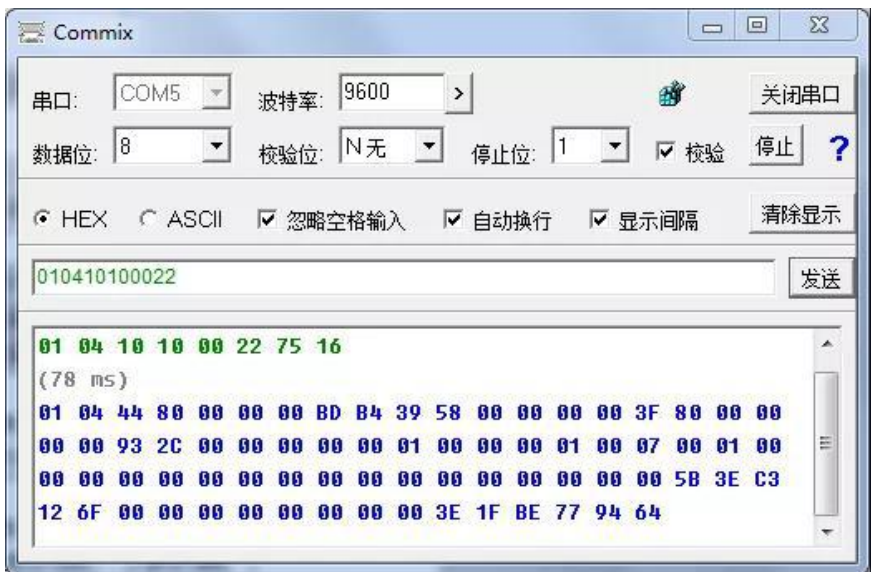 Commix
串口: COM5 波特率: 9600 > 关闭串口
数据位: 8 校验位: N 无 停止位: 1 校验 停止 ?
HEX ASCII 忽略空格输入 自动换行 显示间隔 清除显示
010410100022 发送
01 04 10 10 00 22 75 16
(78 ms)
01 04 44 80 00 00 00 BD B4 39 58 00 00 00 00 3F 80 00 00
00 00 93 2C 00 00 00 00 00 01 00 00 00 01 00 07 00 01 00
00 00 00 00 00 00 00 00 00 00 00 00 00 00 00 00 5B 3E C3
12 6F 00 00 00 00 00 00 00 00 3E 1F BE 77 94 64